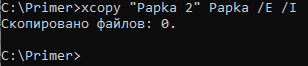 C:\Primer>xcopy "Papka 2" Papka /E /I
Скопировано файлов: 0.
C:\Primer>